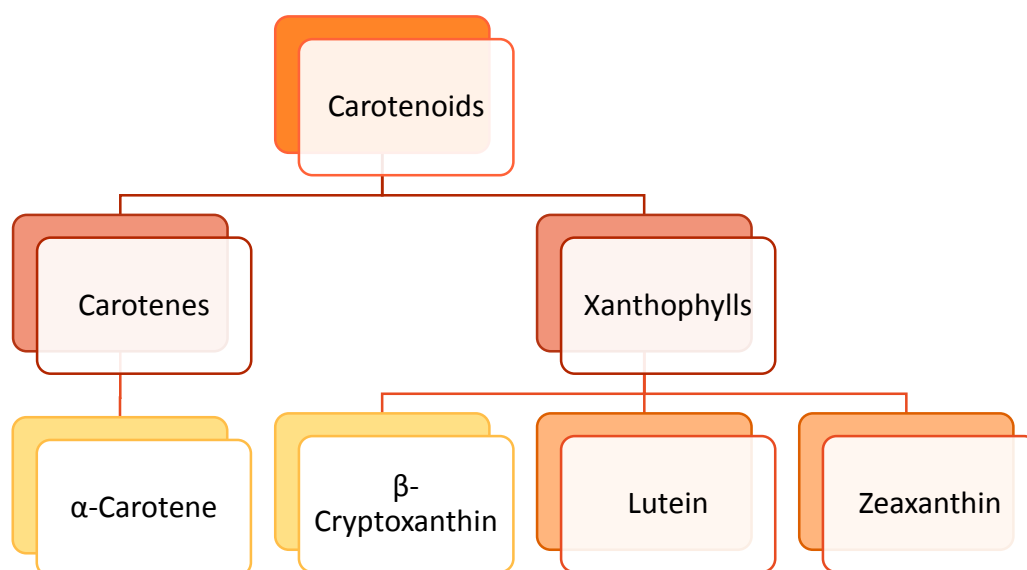 Carotenoids
Carotenes
Xanthophylls
α-Carotene
β-
Cryptoxanthin
Lutein
Zeaxanthin